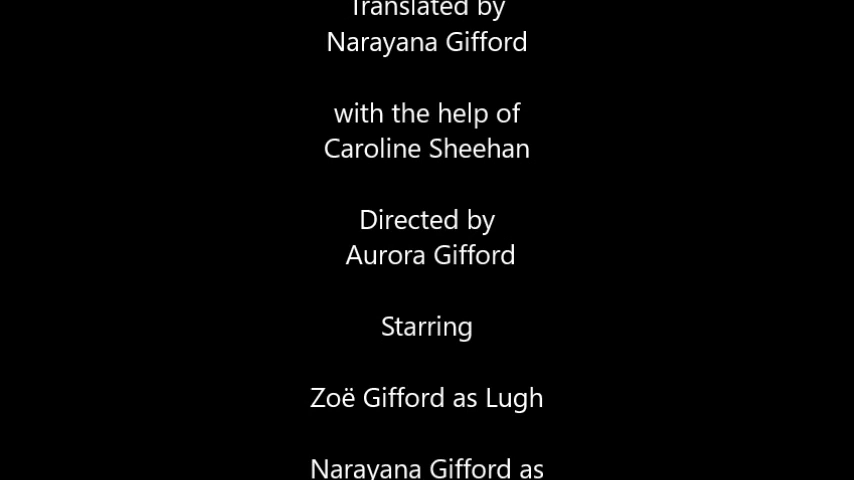 Translated by
Narayana Gifford
with the help of
Caroline Sheehan
Directed by
Aurora Gifford
Starring
Zoë Gifford as Lugh
Narayana Gifford as